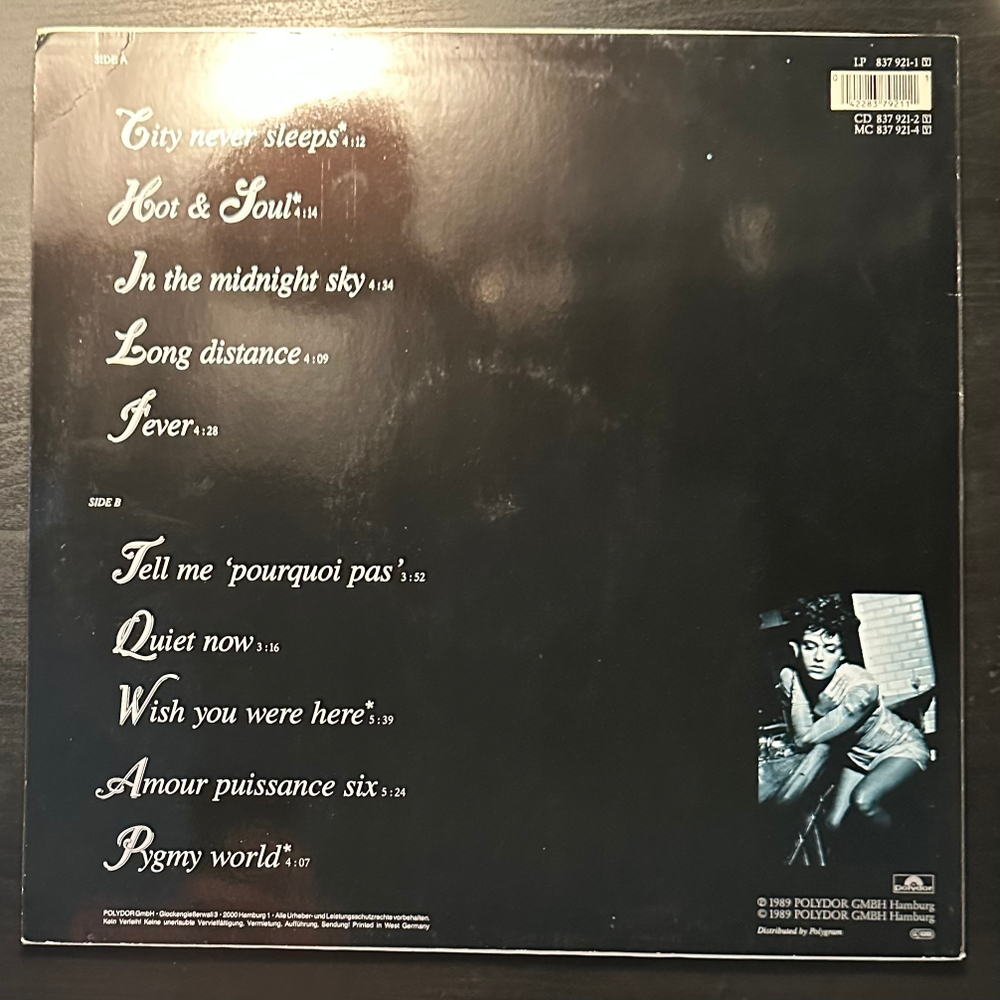 SIDE A
City never sleeps* 4:12
Hot & Soul* 4:14
In the midnight sky 4:34
Long distance 4:09
Fever 4:28
SIDE B
Tell me ‘pourquoi pas’ 3:52
Quiet now 3:16
Wish you were here* 5:39
Amour puissance six 5:24
Pygmy world* 4:07
POLYDOR GmbH · Glockengießerwall 3 · 2000 Hamburg 1 · Alle Urheber- und Leistungsschutzrechte vorbehalten.
Kein Verleih! Keine unerlaubte Vervielfältigung, Vermietung, Aufführung, Sendung! Printed in West Germany
LP 837 921-1
0 42283 79211 1
CD 837 921-2
MC 837 921-4
Polydor
℗ 1989 POLYDOR GMBH Hamburg
© 1989 POLYDOR GMBH Hamburg
Distributed by Polygram